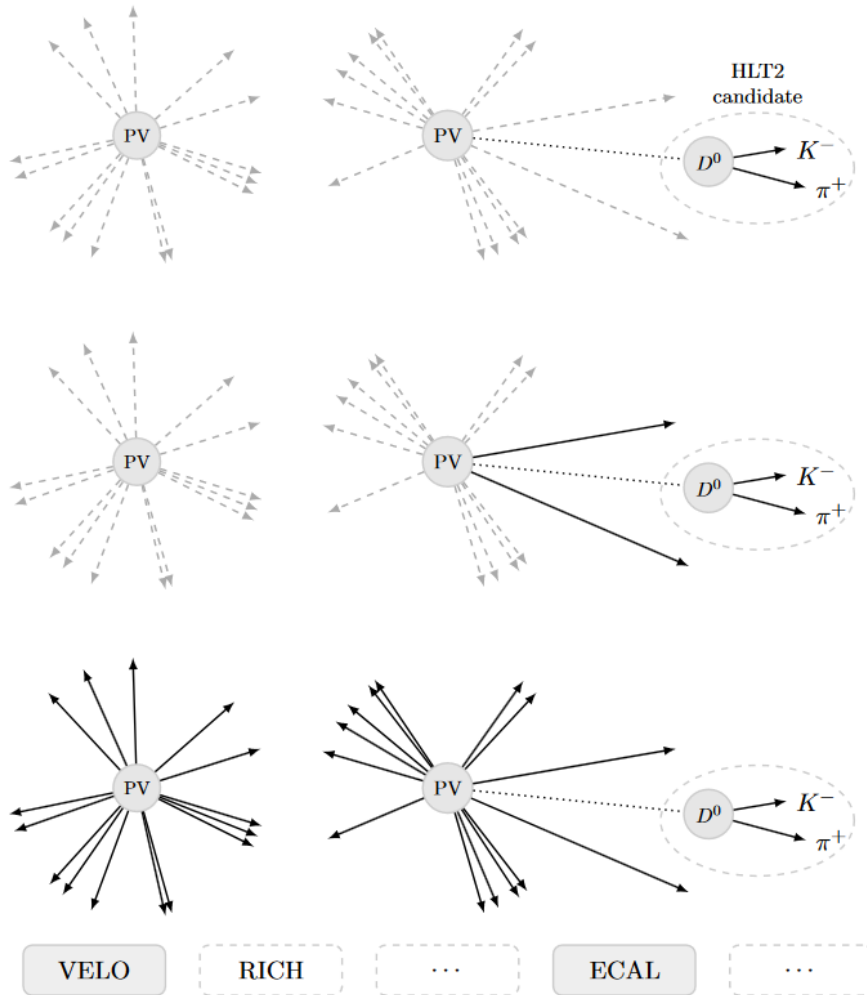 HLT2
candidate
PV
PV
D⁰
K⁻
π⁺
PV
PV
D⁰
K⁻
π⁺
PV
PV
D⁰
K⁻
π⁺
VELO
RICH
···
ECAL
···